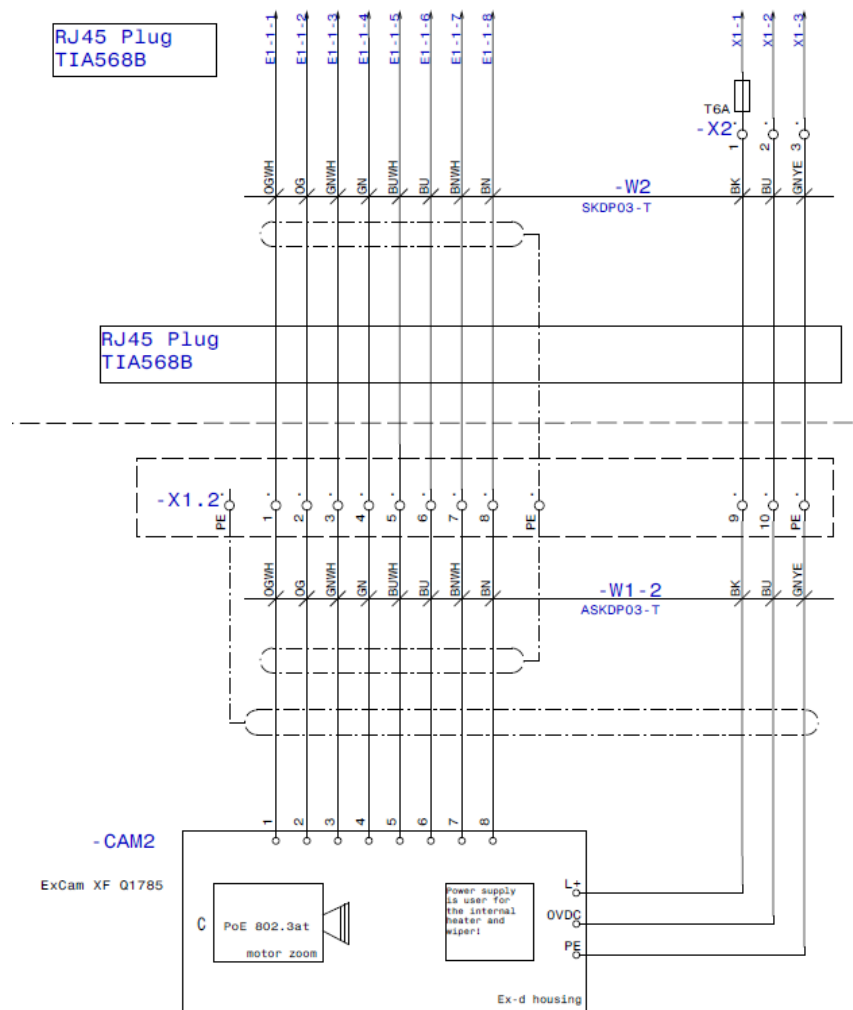 RJ45 Plug
TIA568B
E1-1-1
E1-1-2
E1-1-3
E1-1-4
E1-1-5
E1-1-6
E1-1-7
E1-1-8
X1-1
X1-2
X1-3
T6A
-X2
1
2
3
OGWH
OG
GNWH
GN
BUWH
BU
BNWH
BN
-W2
SKDP03-T
BK
BU
GNYE
RJ45 Plug
TIA568B
-X1.2
PE
1
2
3
4
5
6
7
8
PE
9
10
PE
OGWH
OG
GNWH
GN
BUWH
BU
BNWH
BN
-W1-2
ASKDP03-T
BK
BU
GNYE
-CAM2
1
2
3
4
5
6
7
8
ExCam XF Q1785
C
PoE 802.3at
motor zoom
Power supply
is user for
the internal
heater and
wiper!
L+
0VDC
PE
Ex-d housing